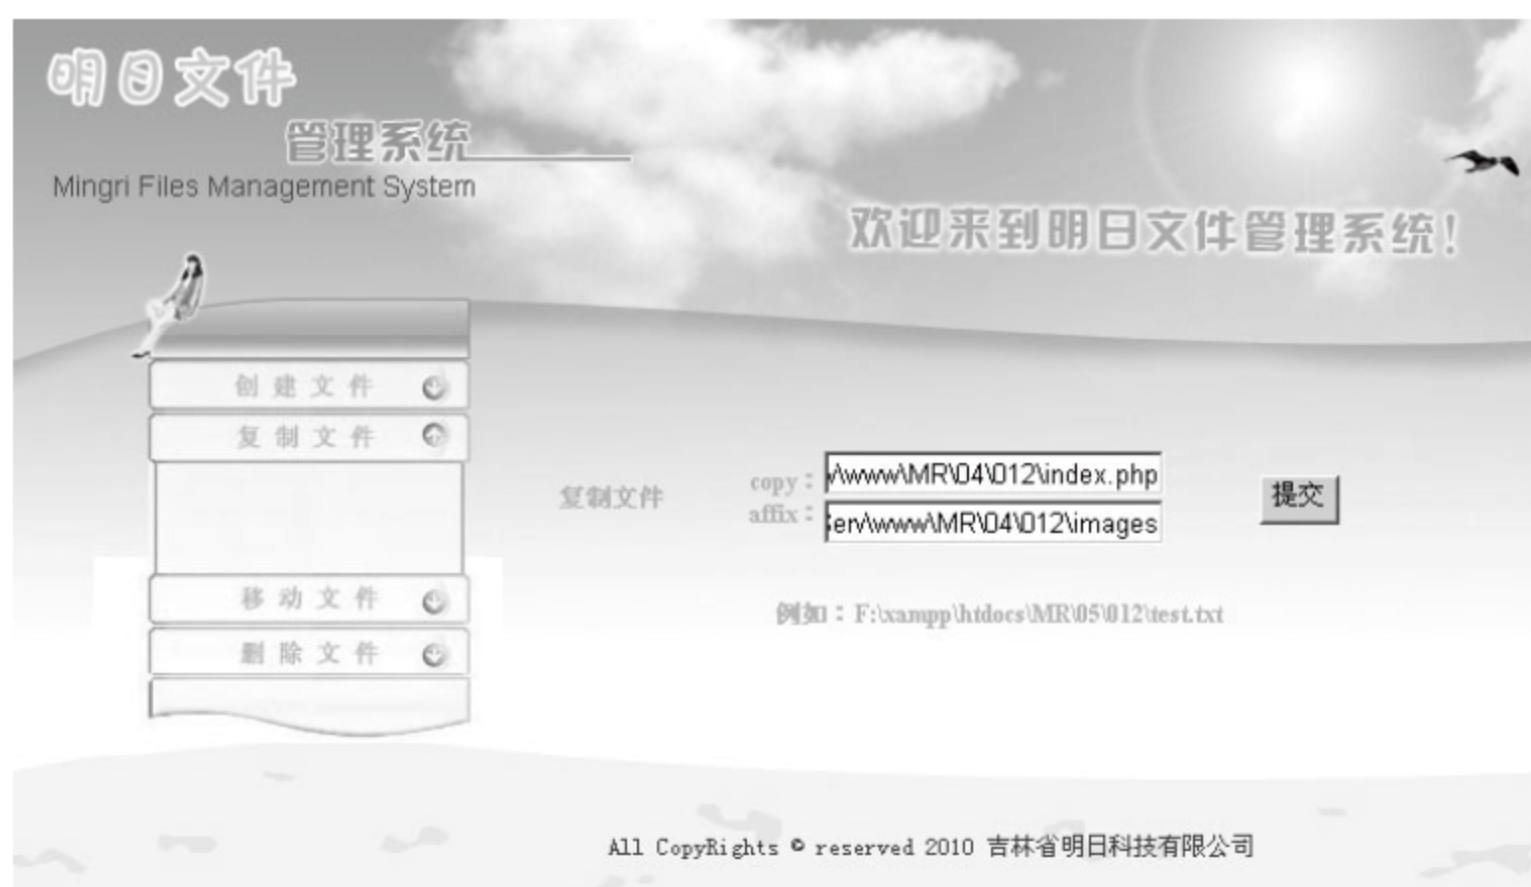 明日文件
管理系统
Mingri Files Management System
欢迎来到明日文件管理系统!
创建文件
复制文件
移动文件
删除文件
复制文件
copy：
\www\MR\04\012\index.php
affix：
er\www\MR\04\012\images
提交
例如：F:\xampp\htdocs\MR\05\012\test.txt
All CopyRights © reserved 2010 吉林省明日科技有限公司